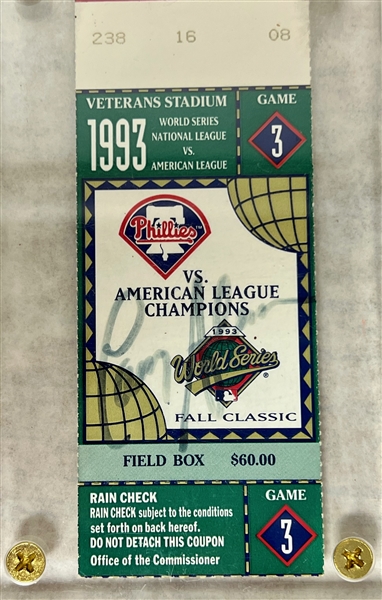 238 16 08
VETERANS STADIUM
1993
WORLD SERIES
NATIONAL LEAGUE
VS.
AMERICAN LEAGUE
GAME
3
Phillies
VS.
AMERICAN LEAGUE
CHAMPIONS
1993
World Series
FALL CLASSIC
FIELD BOX $60.00
RAIN CHECK
RAIN CHECK subject to the conditions
set forth on back hereof.
DO NOT DETACH THIS COUPON
Office of the Commissioner
GAME
3